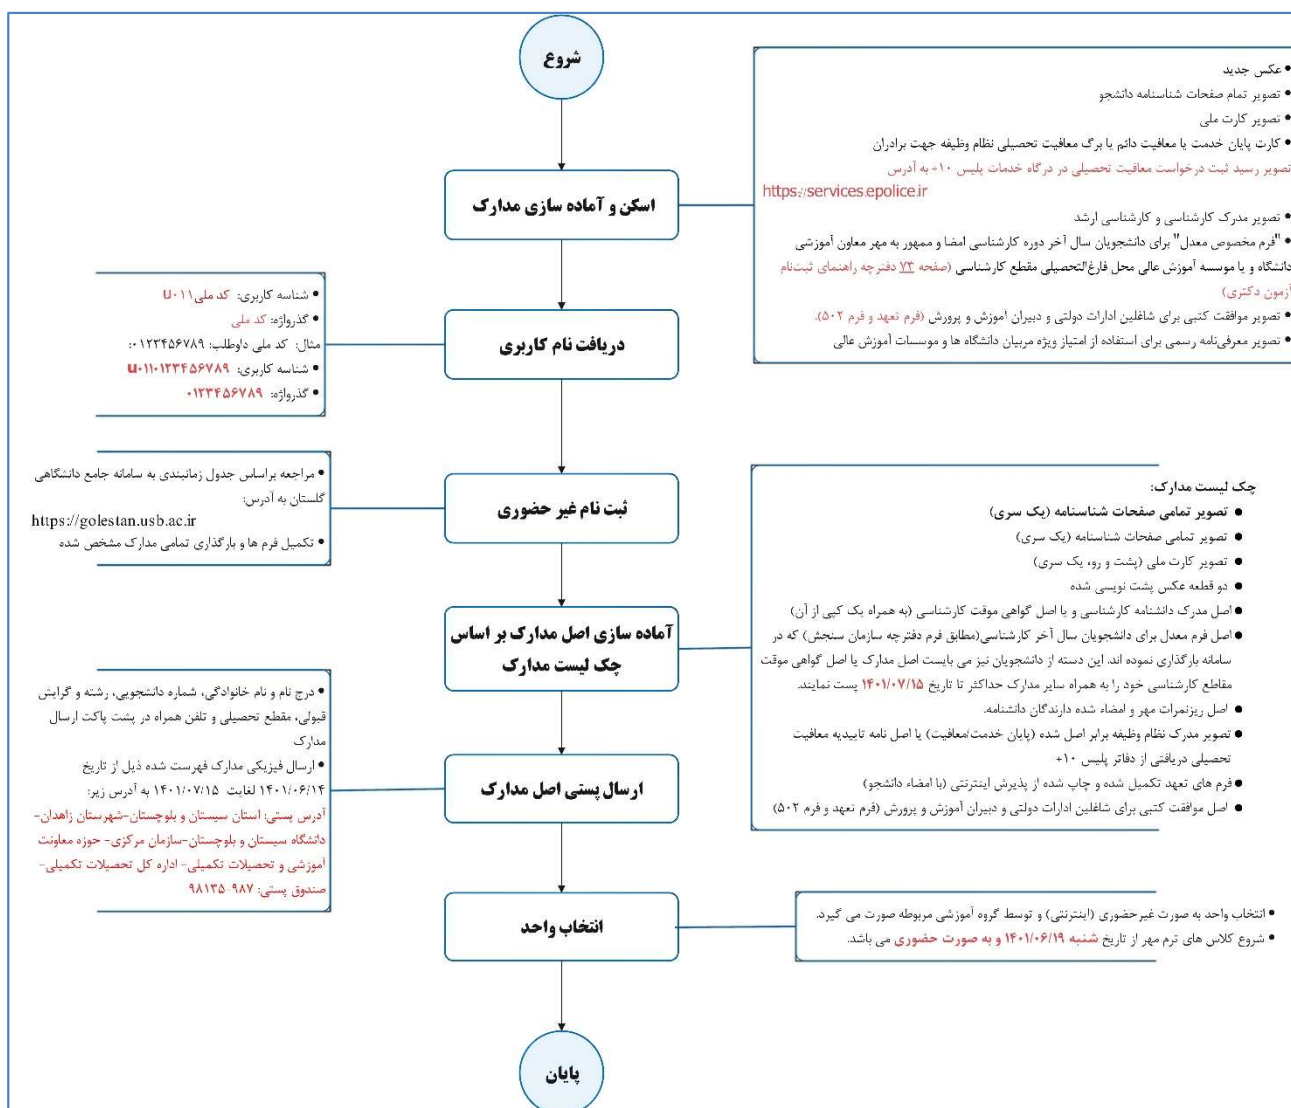 شروع
اسکن و آماده سازی مدارک
● عکس جدید
● تصویر تمام صفحات شناسنامه دانشجو
● تصویر کارت ملی
● کارت پایان خدمت یا معافیت دائم یا برگ معافیت تحصیلی نظام وظیفه جهت برادران
تصویر رسید ثبت درخواست معافیت تحصیلی در درگاه خدمات پلیس ۱۰+ به آدرس
https://services.epolice.ir
● تصویر مدرک کارشناسی و کارشناسی ارشد
● "فرم مخصوص معدل" برای دانشجویان سال آخر دوره کارشناسی امضا و ممهور به مهر معاون آموزشی
دانشگاه و یا موسسه آموزش عالی محل فارغ‌التحصیلی مقطع کارشناسی (صفحه ۷۳ دفترچه راهنمای ثبت‌نام
آزمون دکتری)
● تصویر موافقت کتبی برای شاغلین ادارات دولتی و دبیران آموزش و پرورش (فرم تعهد و فرم ۵۰۲).
● تصویر معرفی‌نامه رسمی برای استفاده از امتیاز ویژه مربیان دانشگاه ها و موسسات آموزش عالی
دریافت نام کاربری
● شناسه کاربری: کد ملی u۰۱۱
● گذرواژه: کد ملی
مثال: کد ملی داوطلب: ۰۱۲۳۴۵۶۷۸۹:
● شناسه کاربری: u۰۱۱۰۱۲۳۴۵۶۷۸۹
● گذرواژه: ۰۱۲۳۴۵۶۷۸۹
ثبت نام غیر حضوری
● مراجعه براساس جدول زمانبندی به سامانه جامع دانشگاهی
گلستان به آدرس:
https://golestan.usb.ac.ir
● تکمیل فرم ها و بارگذاری تمامی مدارک مشخص شده
آماده سازی اصل مدارک بر اساس
چک لیست مدارک
چک لیست مدارک:
● تصویر تمامی صفحات شناسنامه (یک سری)
● تصویر تمامی صفحات شناسنامه (یک سری)
● تصویر کارت ملی (پشت و رو، یک سری)
● دو قطعه عکس پشت نویسی شده
● اصل مدرک دانشنامه کارشناسی و یا اصل گواهی موقت کارشناسی (به همراه یک کپی از آن)
● اصل فرم معدل برای دانشجویان سال آخر کارشناسی(مطابق فرم دفترچه سازمان سنجش) که در
سامانه بارگذاری نموده اند. این دسته از دانشجویان نیز می بایست اصل مدارک یا اصل گواهی موقت
مقاطع کارشناسی خود را به همراه سایر مدارک حداکثر تا تاریخ ۱۴۰۱/۰۷/۱۵ پست نمایند.
● اصل ریزنمرات مهر و امضاء شده دارندگان دانشنامه.
● تصویر مدرک نظام وظیفه برابر اصل شده (پایان خدمت/معافیت) یا اصل نامه تاییدیه معافیت
تحصیلی دریافتی از دفاتر پلیس ۱۰+
● فرم های تعهد تکمیل شده و چاپ شده از پذیرش اینترنتی (با امضاء دانشجو)
● اصل موافقت کتبی برای شاغلین ادارات دولتی و دبیران آموزش و پرورش (فرم تعهد و فرم ۵۰۲)
ارسال پستی اصل مدارک
● درج نام و نام خانوادگی، شماره دانشجویی، رشته و گرایش
قبولی، مقطع تحصیلی و تلفن همراه در پشت پاکت ارسال
مدارک
● ارسال فیزیکی مدارک فهرست شده ذیل از تاریخ
۱۴۰۱/۰۶/۱۴ لغایت ۱۴۰۱/۰۷/۱۵ به آدرس زیر:
آدرس پستی: استان سیستان و بلوچستان-شهرستان زاهدان-
دانشگاه سیستان و بلوچستان-سازمان مرکزی- حوزه معاونت
آموزشی و تحصیلات تکمیلی- اداره کل تحصیلات تکمیلی-
صندوق پستی: ۹۸۷-۹۸۱۳۵
انتخاب واحد
● انتخاب واحد به صورت غیرحضوری (اینترنتی) و توسط گروه آموزشی مربوطه صورت می گیرد.
● شروع کلاس های ترم مهر از تاریخ شنبه ۱۴۰۱/۰۶/۱۹ و به صورت حضوری می باشد.
پایان